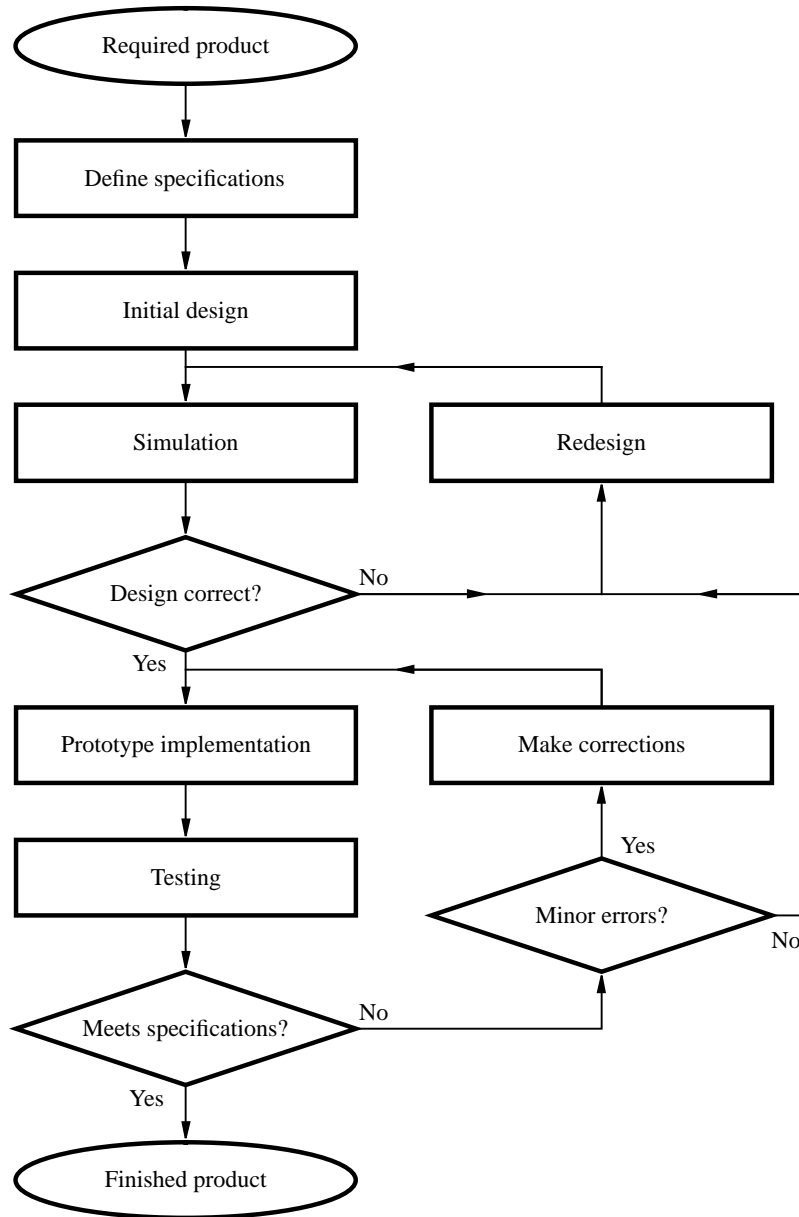 Required product
Define specifications
Initial design
Simulation
Redesign
Design correct?
No
Yes
Prototype implementation
Make corrections
Yes
Testing
Minor errors?
No
Meets specifications?
No
Yes
Finished product